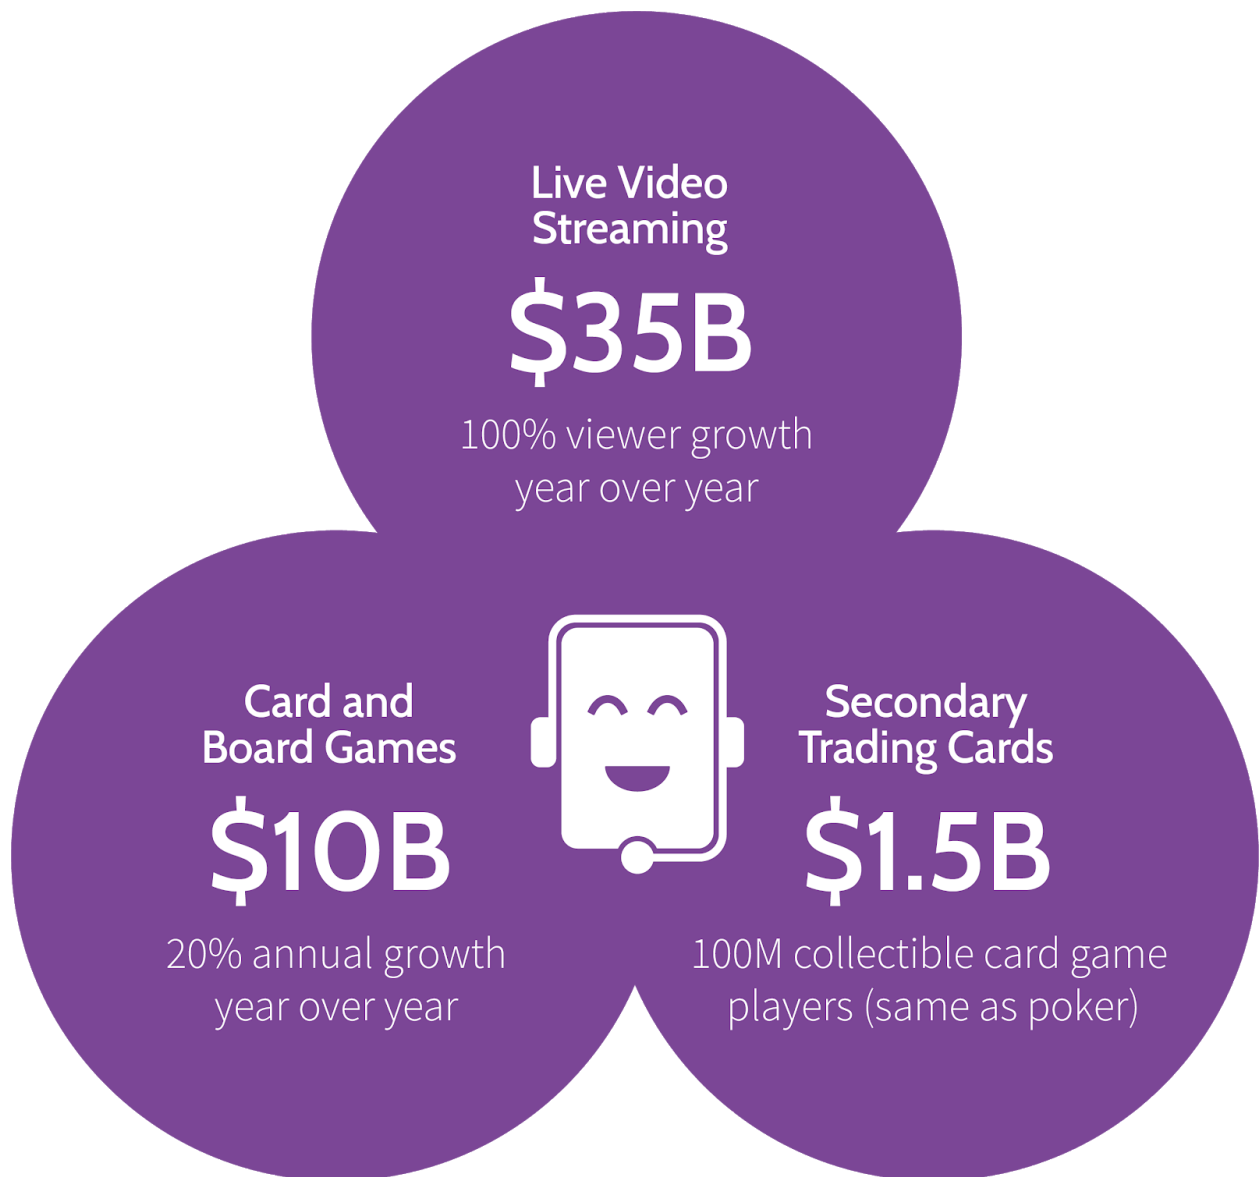 Live Video
Streaming
$35B
100% viewer growth
year over year
Card and
Board Games
$10B
20% annual growth
year over year
Secondary
Trading Cards
$1.5B
100M collectible card game
players (same as poker)